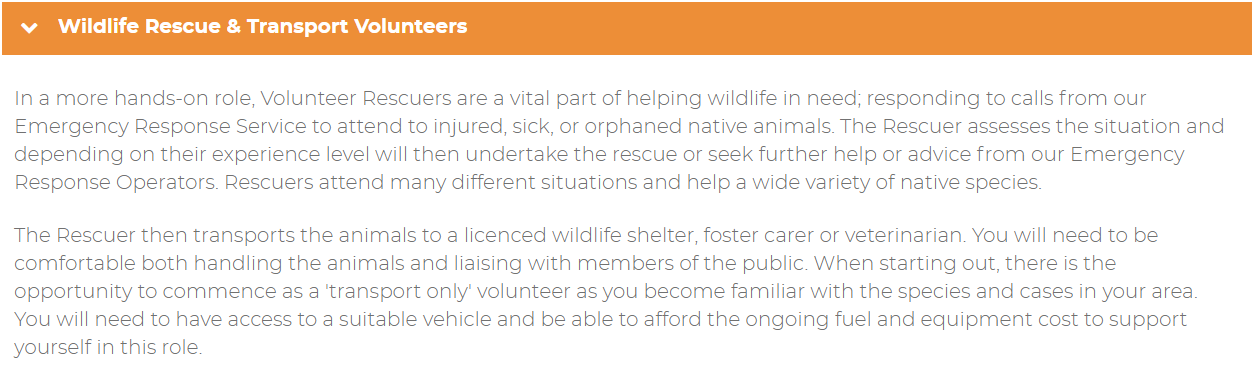 Wildlife Rescue & Transport Volunteers
In a more hands-on role, Volunteer Rescuers are a vital part of helping wildlife in need; responding to calls from our
Emergency Response Service to attend to injured, sick, or orphaned native animals. The Rescuer assesses the situation and
depending on their experience level will then undertake the rescue or seek further help or advice from our Emergency
Response Operators. Rescuers attend many different situations and help a wide variety of native species.
The Rescuer then transports the animals to a licenced wildlife shelter, foster carer or veterinarian. You will need to be
comfortable both handling the animals and liaising with members of the public. When starting out, there is the
opportunity to commence as a 'transport only' volunteer as you become familiar with the species and cases in your area.
You will need to have access to a suitable vehicle and be able to afford the ongoing fuel and equipment cost to support
yourself in this role.